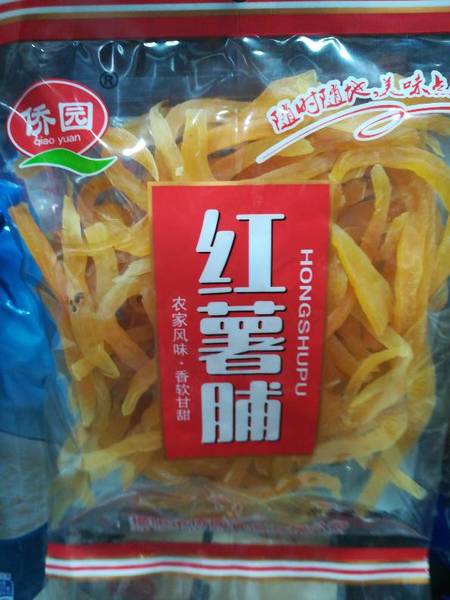 侨园
qiao yuan
®
随时随地、美味点
红薯脯
HONGSHUPU
农家风味·香软甘甜